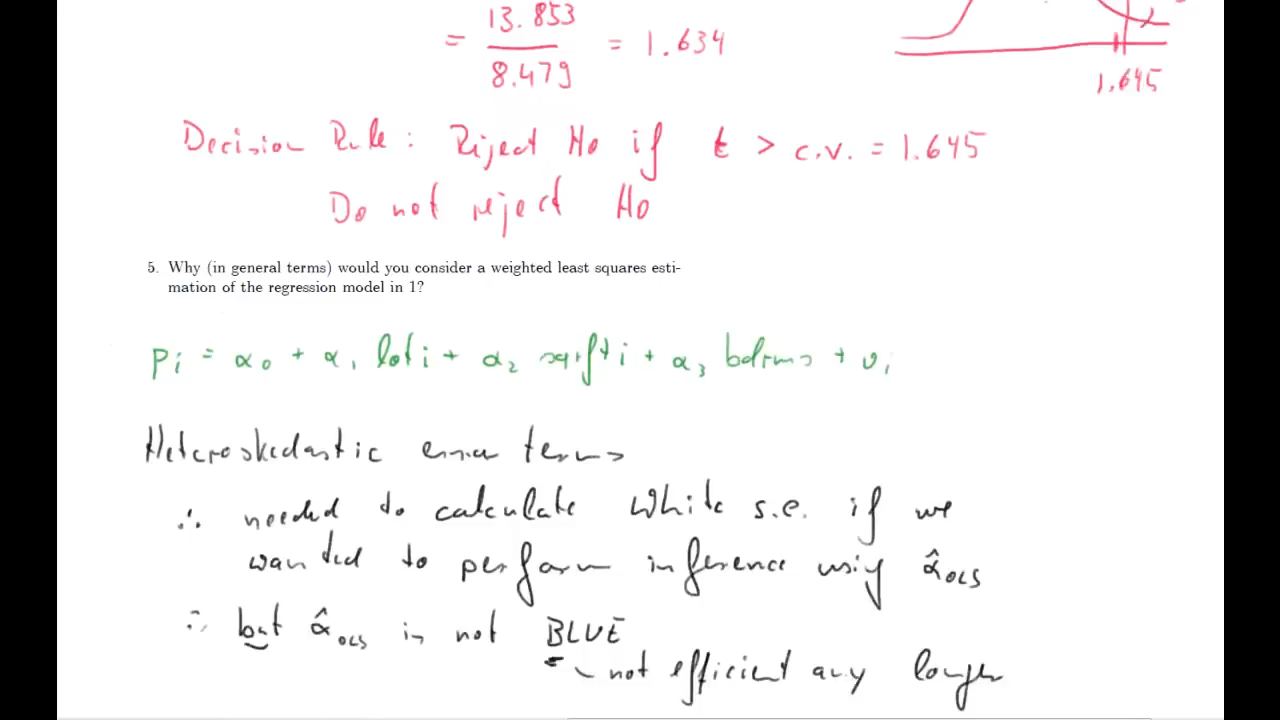 = 13.853 / 8.479 = 1.634
1.645
Decision Rule : Reject Ho if t > c.v. = 1.645
Do not reject Ho
5. Why (in general terms) would you consider a weighted least squares esti-
mation of the regression model in 1?
pi = α0 + α1 loti + α2 sqrfti + α3 bdrms + vi
Heteroskedastic error terms
∴ needed to calculate White s.e. if we
wanted to perform inference using α̂OLS
∴ but α̂OLS is not BLUE
not efficient any longer